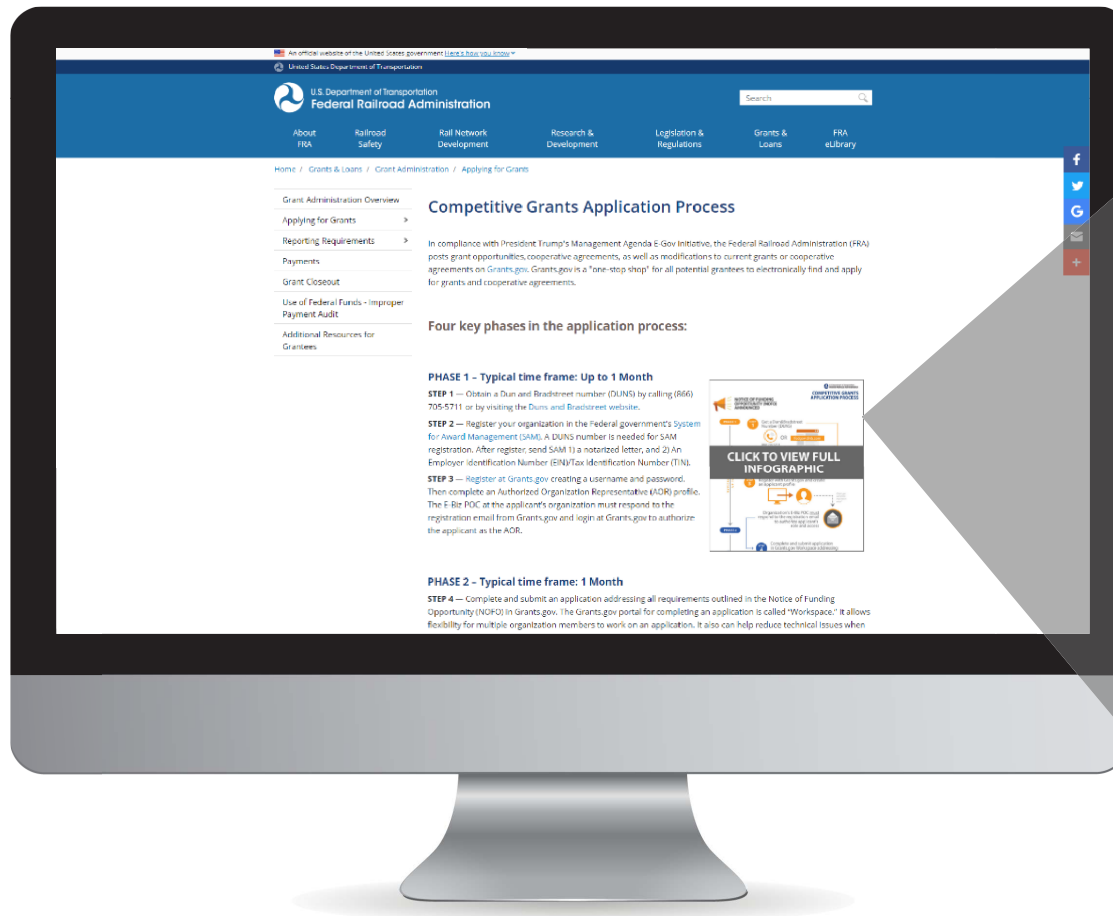 An official website of the United States government Here's how you know
United States Department of Transportation
U.S. Department of Transportation
Federal Railroad Administration
Search
About FRA
Railroad Safety
Rail Network Development
Research & Development
Legislation & Regulations
Grants & Loans
FRA eLibrary
Home / Grants & Loans / Grant Administration / Applying for Grants
Grant Administration Overview
Applying for Grants >
Reporting Requirements >
Payments
Grant Closeout
Use of Federal Funds - Improper
Payment Audit
Additional Resources for
Grantees
Competitive Grants Application Process
In compliance with President Trump's Management Agenda E-Gov Initiative, the Federal Railroad Administration (FRA)
posts grant opportunities, cooperative agreements, as well as modifications to current grants or cooperative
agreements on Grants.gov. Grants.gov is a "one-stop shop" for all potential grantees to electronically find and apply
for grants and cooperative agreements.
Four key phases in the application process:
PHASE 1 – Typical time frame: Up to 1 Month
STEP 1 — Obtain a Dun and Bradstreet number (DUNS) by calling (866)
705-5711 or by visiting the Duns and Bradstreet website.
STEP 2 — Register your organization in the Federal government's System
for Award Management (SAM). A DUNS number is needed for SAM
registration. After register, send SAM 1) a notarized letter, and 2) An
Employer Identification Number (EIN)/Tax Identification Number (TIN).
STEP 3 — Register at Grants.gov creating a username and password.
Then complete an Authorized Organization Representative (AOR) profile.
The E-Biz POC at the applicant's organization must respond to the
registration email from Grants.gov and login at Grants.gov to authorize
the applicant as the AOR.
COMPETITIVE GRANTS
APPLICATION PROCESS
NOTICE OF FUNDING
OPPORTUNITY (NOFO)
ANNOUNCED
OR
CLICK TO VIEW FULL
INFOGRAPHIC
PHASE 2 – Typical time frame: 1 Month
STEP 4 — Complete and submit an application addressing all requirements outlined in the Notice of Funding
Opportunity (NOFO) in Grants.gov. The Grants.gov portal for completing an application is called "Workspace." It allows
flexibility for multiple organization members to work on an application. It also can help reduce technical issues when